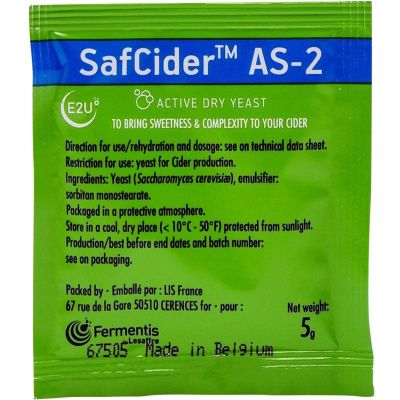 SafCider™ AS-2
E2U
ACTIVE DRY YEAST
TO BRING SWEETNESS & COMPLEXITY TO YOUR CIDER
Direction for use/rehydration and dosage: see on technical data sheet.
Restriction for use: yeast for Cider production.
Ingredients: Yeast (Saccharomyces cerevisiæ), emulsifier:
sorbitan monostearate.
Packaged in a protective atmosphere.
Store in a cool, dry place (< 10°C - 50°F) protected from sunlight.
Production/best before end dates and batch number:
see on packaging.
Packed by - Emballé par : LIS France
67 rue de la Gare 50510 CERENCES for - pour :
Net weight:
5g
Fermentis
Lesaffre
67505 Made in Belgium